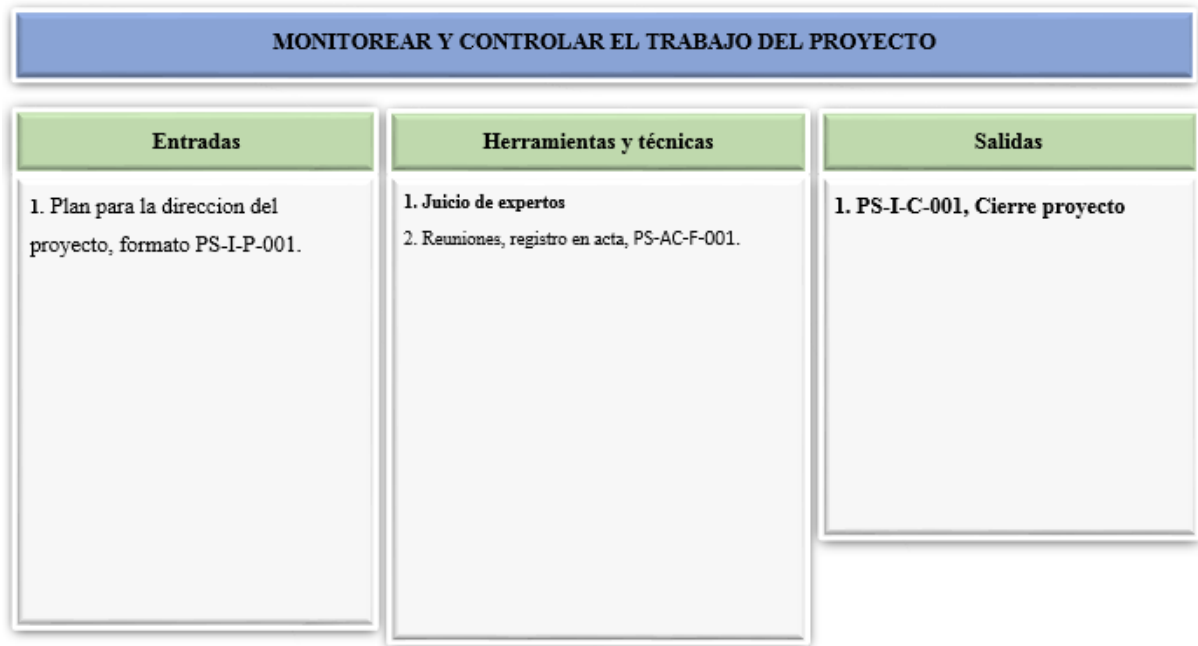 MONITOREAR Y CONTROLAR EL TRABAJO DEL PROYECTO
Entradas
1. Plan para la direccion del
proyecto, formato PS-I-P-001.
Herramientas y técnicas
1. Juicio de expertos
2. Reuniones, registro en acta, PS-AC-F-001.
Salidas
1. PS-I-C-001, Cierre proyecto